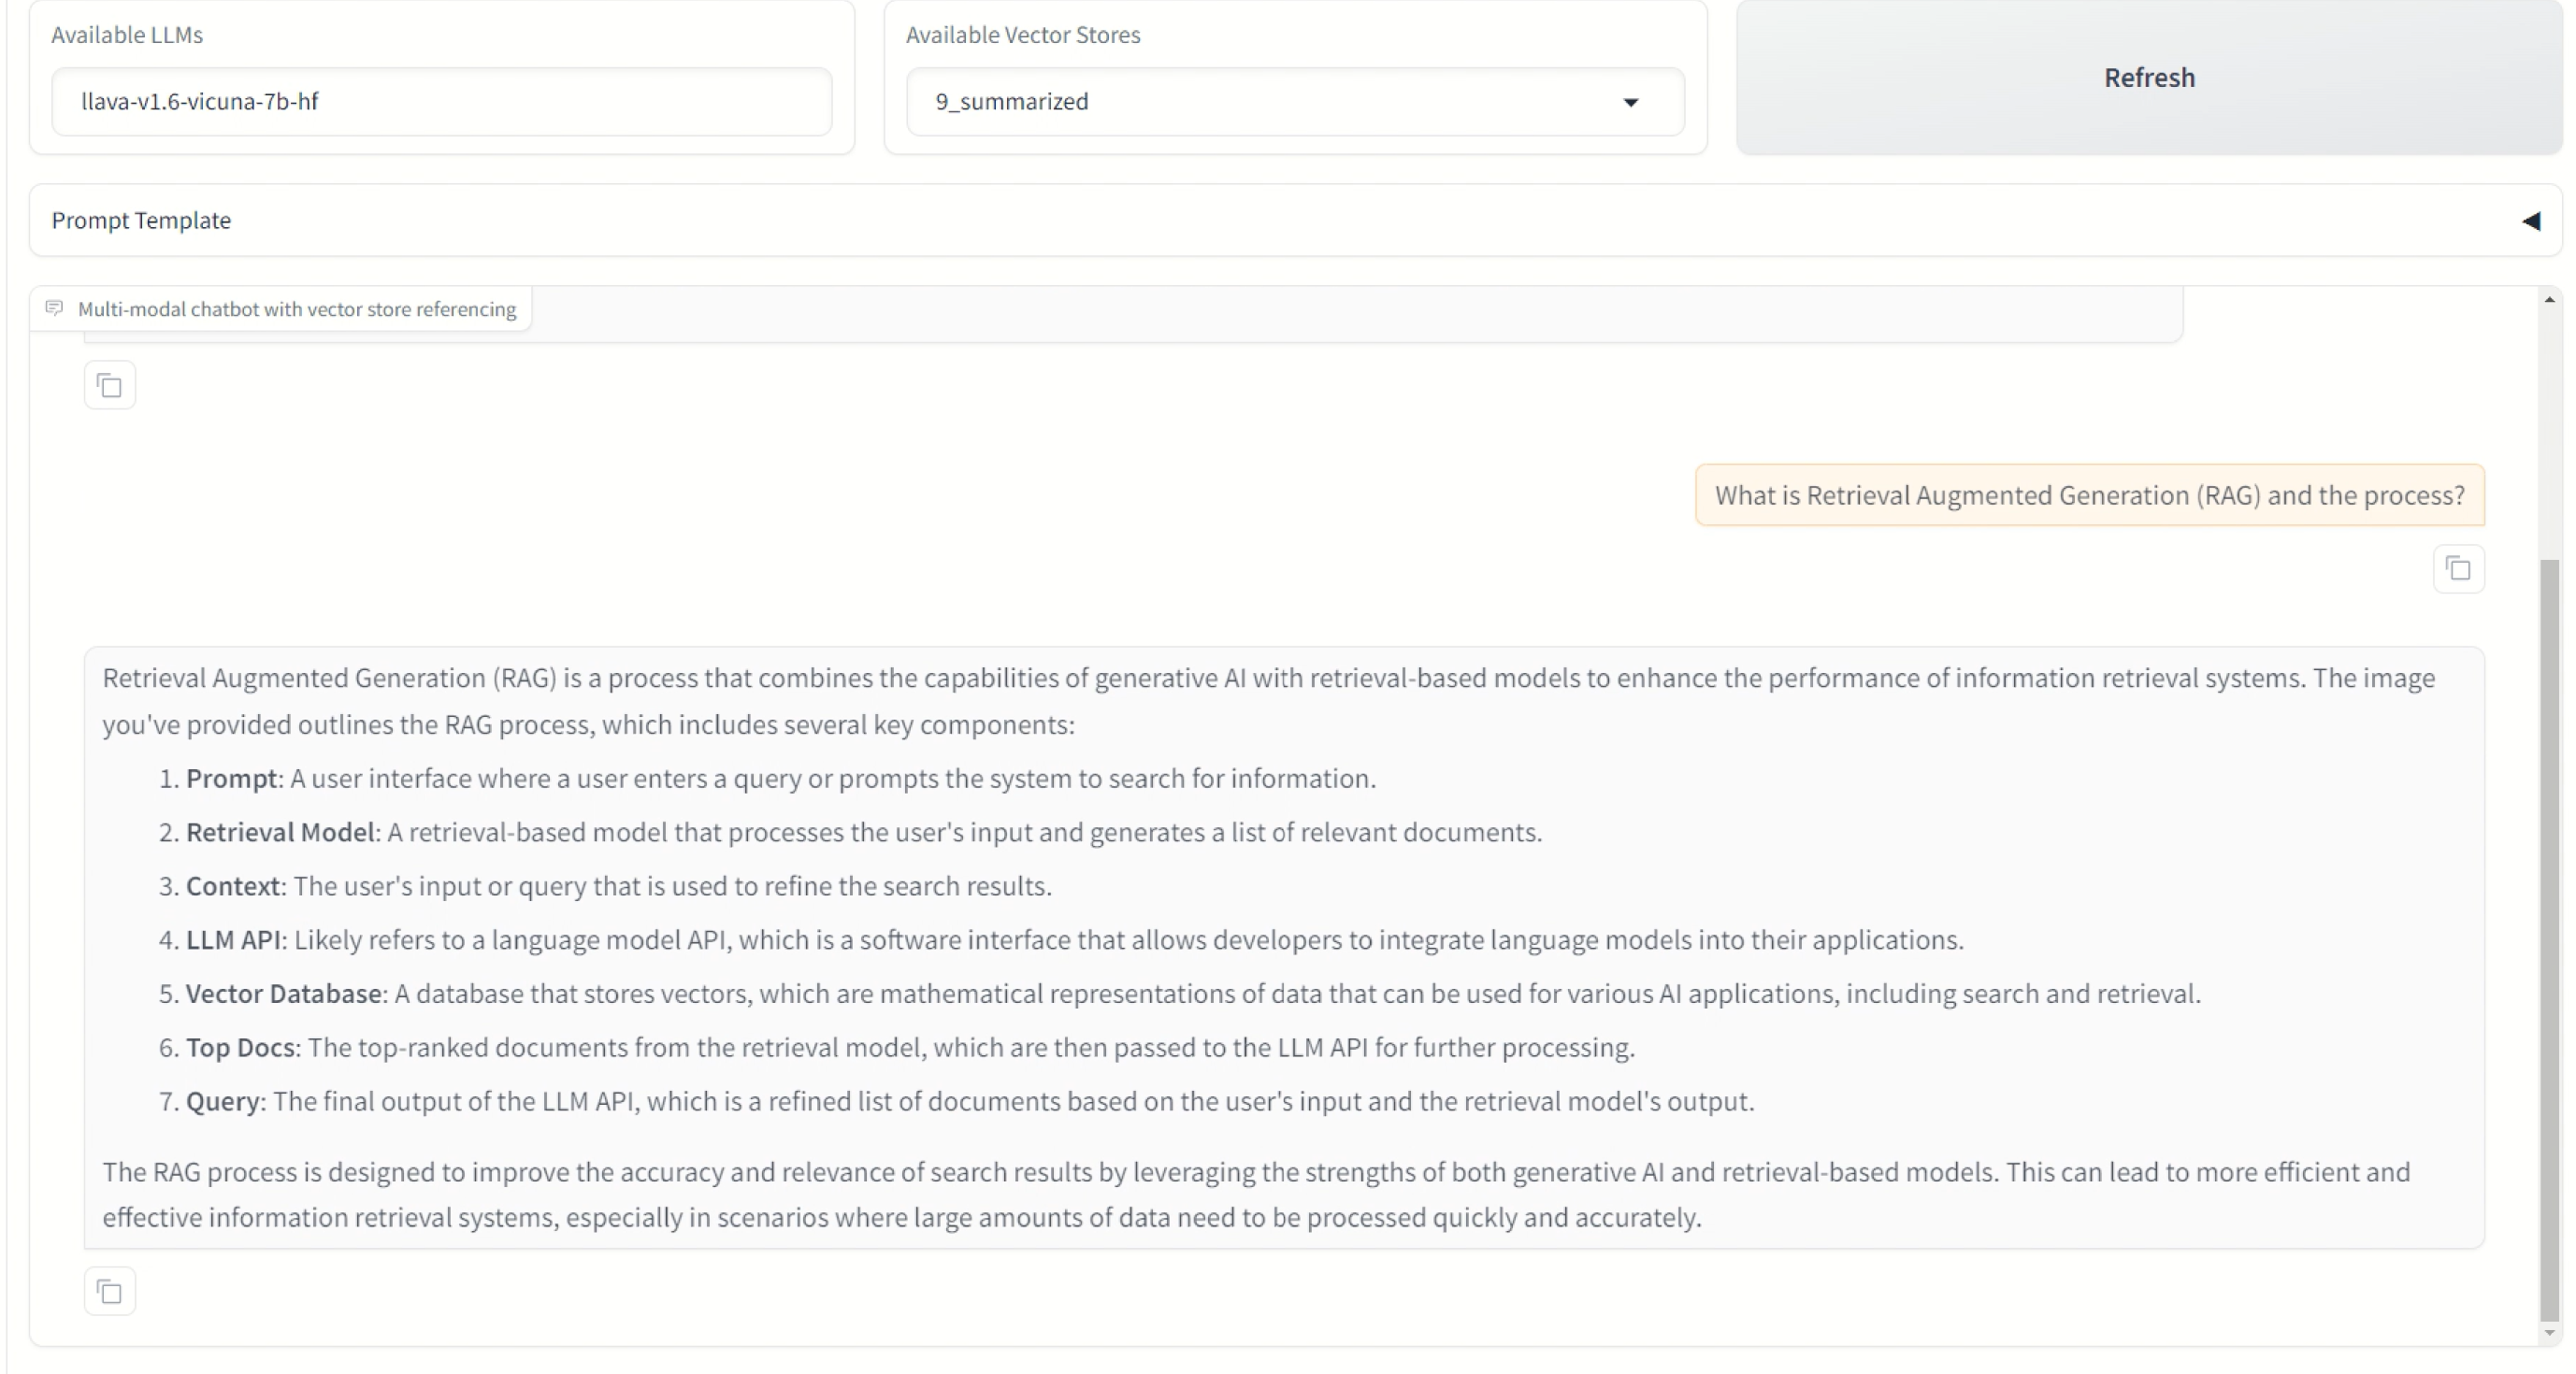 Available LLMs
llava-v1.6-vicuna-7b-hf
Available Vector Stores
9_summarized
Refresh
Prompt Template
Multi-modal chatbot with vector store referencing
What is Retrieval Augmented Generation (RAG) and the process?
Retrieval Augmented Generation (RAG) is a process that combines the capabilities of generative AI with retrieval-based models to enhance the performance of information retrieval systems. The image
you've provided outlines the RAG process, which includes several key components:
1. Prompt: A user interface where a user enters a query or prompts the system to search for information.
2. Retrieval Model: A retrieval-based model that processes the user's input and generates a list of relevant documents.
3. Context: The user's input or query that is used to refine the search results.
4. LLM API: Likely refers to a language model API, which is a software interface that allows developers to integrate language models into their applications.
5. Vector Database: A database that stores vectors, which are mathematical representations of data that can be used for various AI applications, including search and retrieval.
6. Top Docs: The top-ranked documents from the retrieval model, which are then passed to the LLM API for further processing.
7. Query: The final output of the LLM API, which is a refined list of documents based on the user's input and the retrieval model's output.
The RAG process is designed to improve the accuracy and relevance of search results by leveraging the strengths of both generative AI and retrieval-based models. This can lead to more efficient and
effective information retrieval systems, especially in scenarios where large amounts of data need to be processed quickly and accurately.